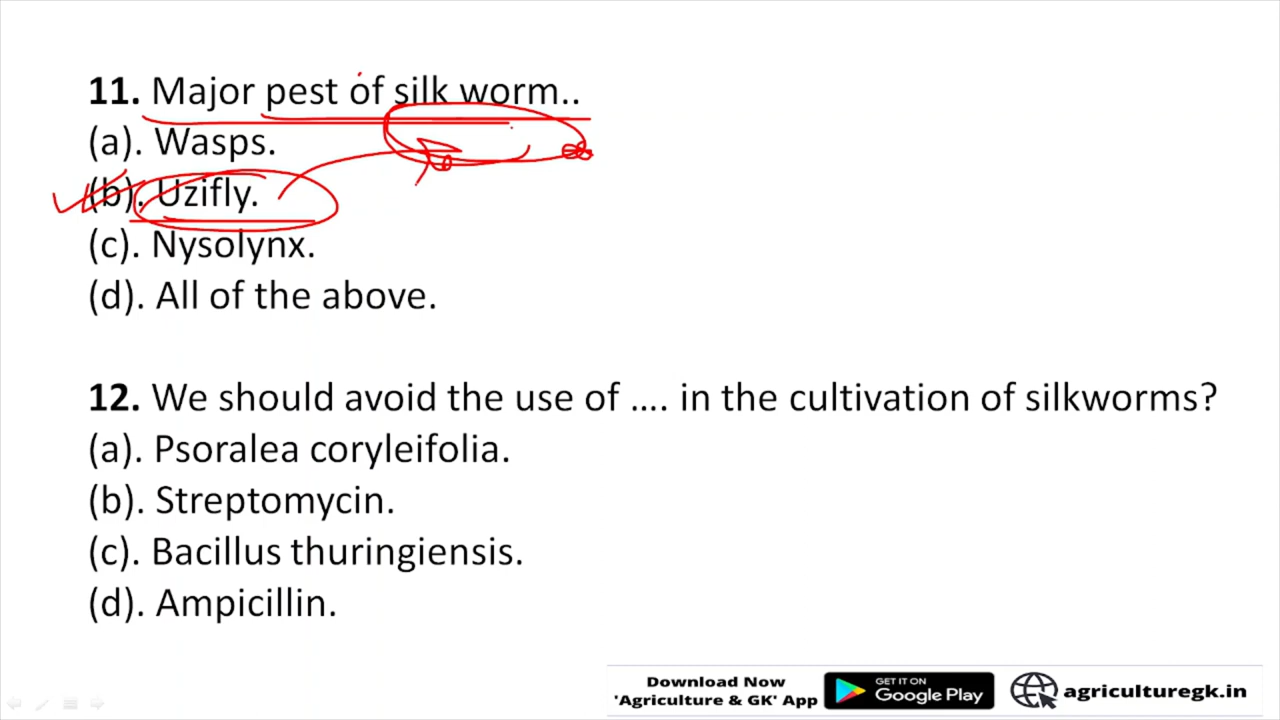 11. Major pest of silk worm..
(a). Wasps.
(b). Uzifly.
(c). Nysolynx.
(d). All of the above.
12. We should avoid the use of .... in the cultivation of silkworms?
(a). Psoralea coryleifolia.
(b). Streptomycin.
(c). Bacillus thuringiensis.
(d). Ampicillin.
Download Now
'Agriculture & GK' App
GET IT ON
Google Play
agriculturegk.in